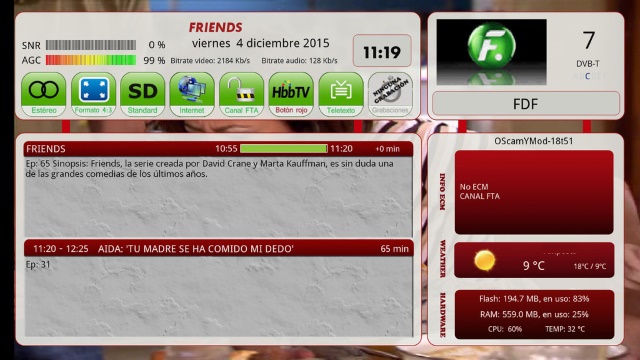 FRIENDS
SNR 0 %
viernes 4 diciembre 2015
AGC 99 % Bitrate video: 2184 Kb/s Bitrate audio: 128 Kb/s
11:19
Estéreo
Formato 4:3
SD
Standard
Internet
Canal FTA
HbbTV
Botón rojo
Teletexto
NINGUNA GRABACIÓN
Grabaciones
F.
7
DVB-T
C
FDF
FRIENDS 10:55 11:20 +0 min
Ep: 65 Sinopsis: Friends, la serie creada por David Crane y Marta Kauffman, es sin duda una
de las grandes comedias de los últimos años.
11:20 - 12:25 AIDA: 'TU MADRE SE HA COMIDO MI DEDO' 65 min
Ep: 31
OScamYMod-18t51
INFO ECM
No ECM
CANAL FTA
WEATHER
9 °C 18°C / 9°C
HARDWARE
Flash: 194.7 MB, en uso: 83%
RAM: 559.0 MB, en uso: 25%
CPU: 60% TEMP: 32 °C